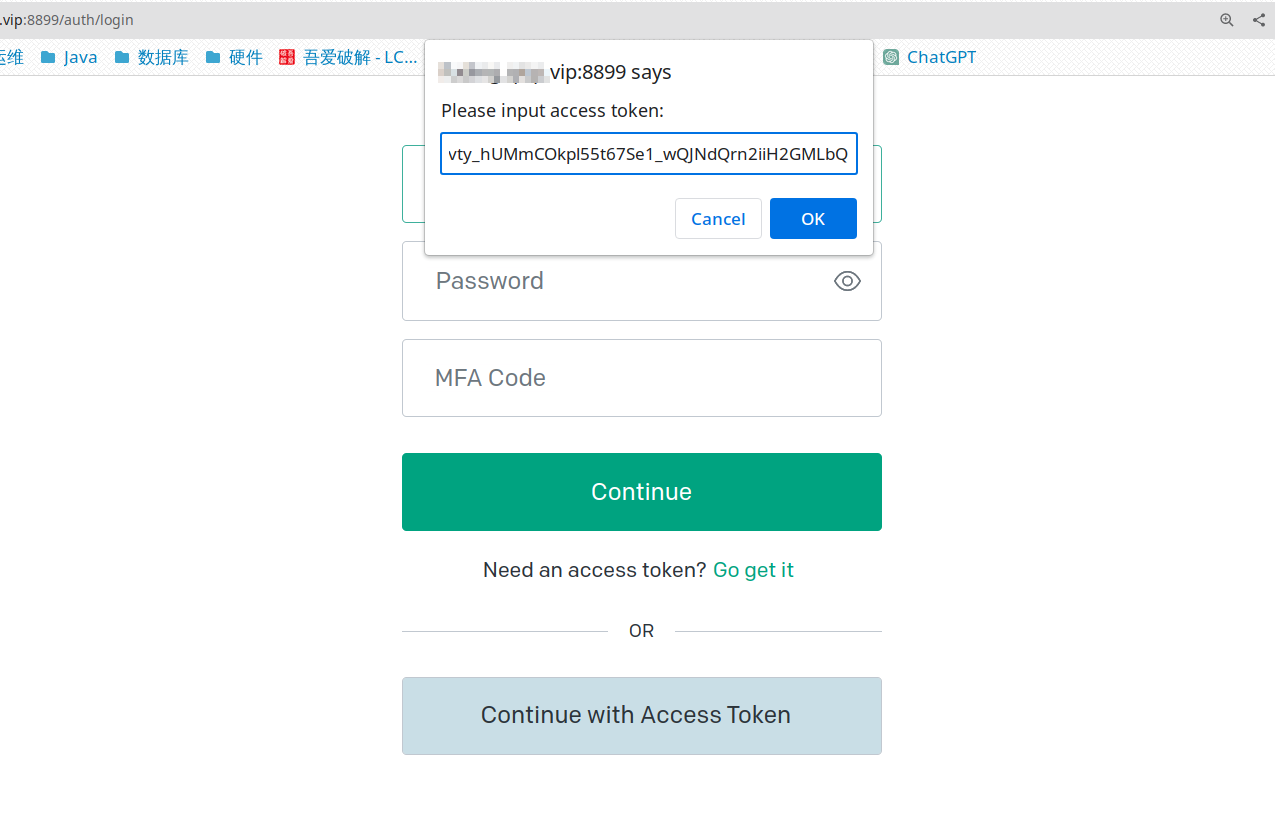 .vip:8899/auth/login
运维 Java 数据库 硬件 吾爱破解 - LC... ChatGPT
vip:8899 says
Please input access token:
vty_hUMmCOkpl55t67Se1_wQJNdQrn2iiH2GMLbQ
Cancel OK
Password
MFA Code
Continue
Need an access token? Go get it
OR
Continue with Access Token